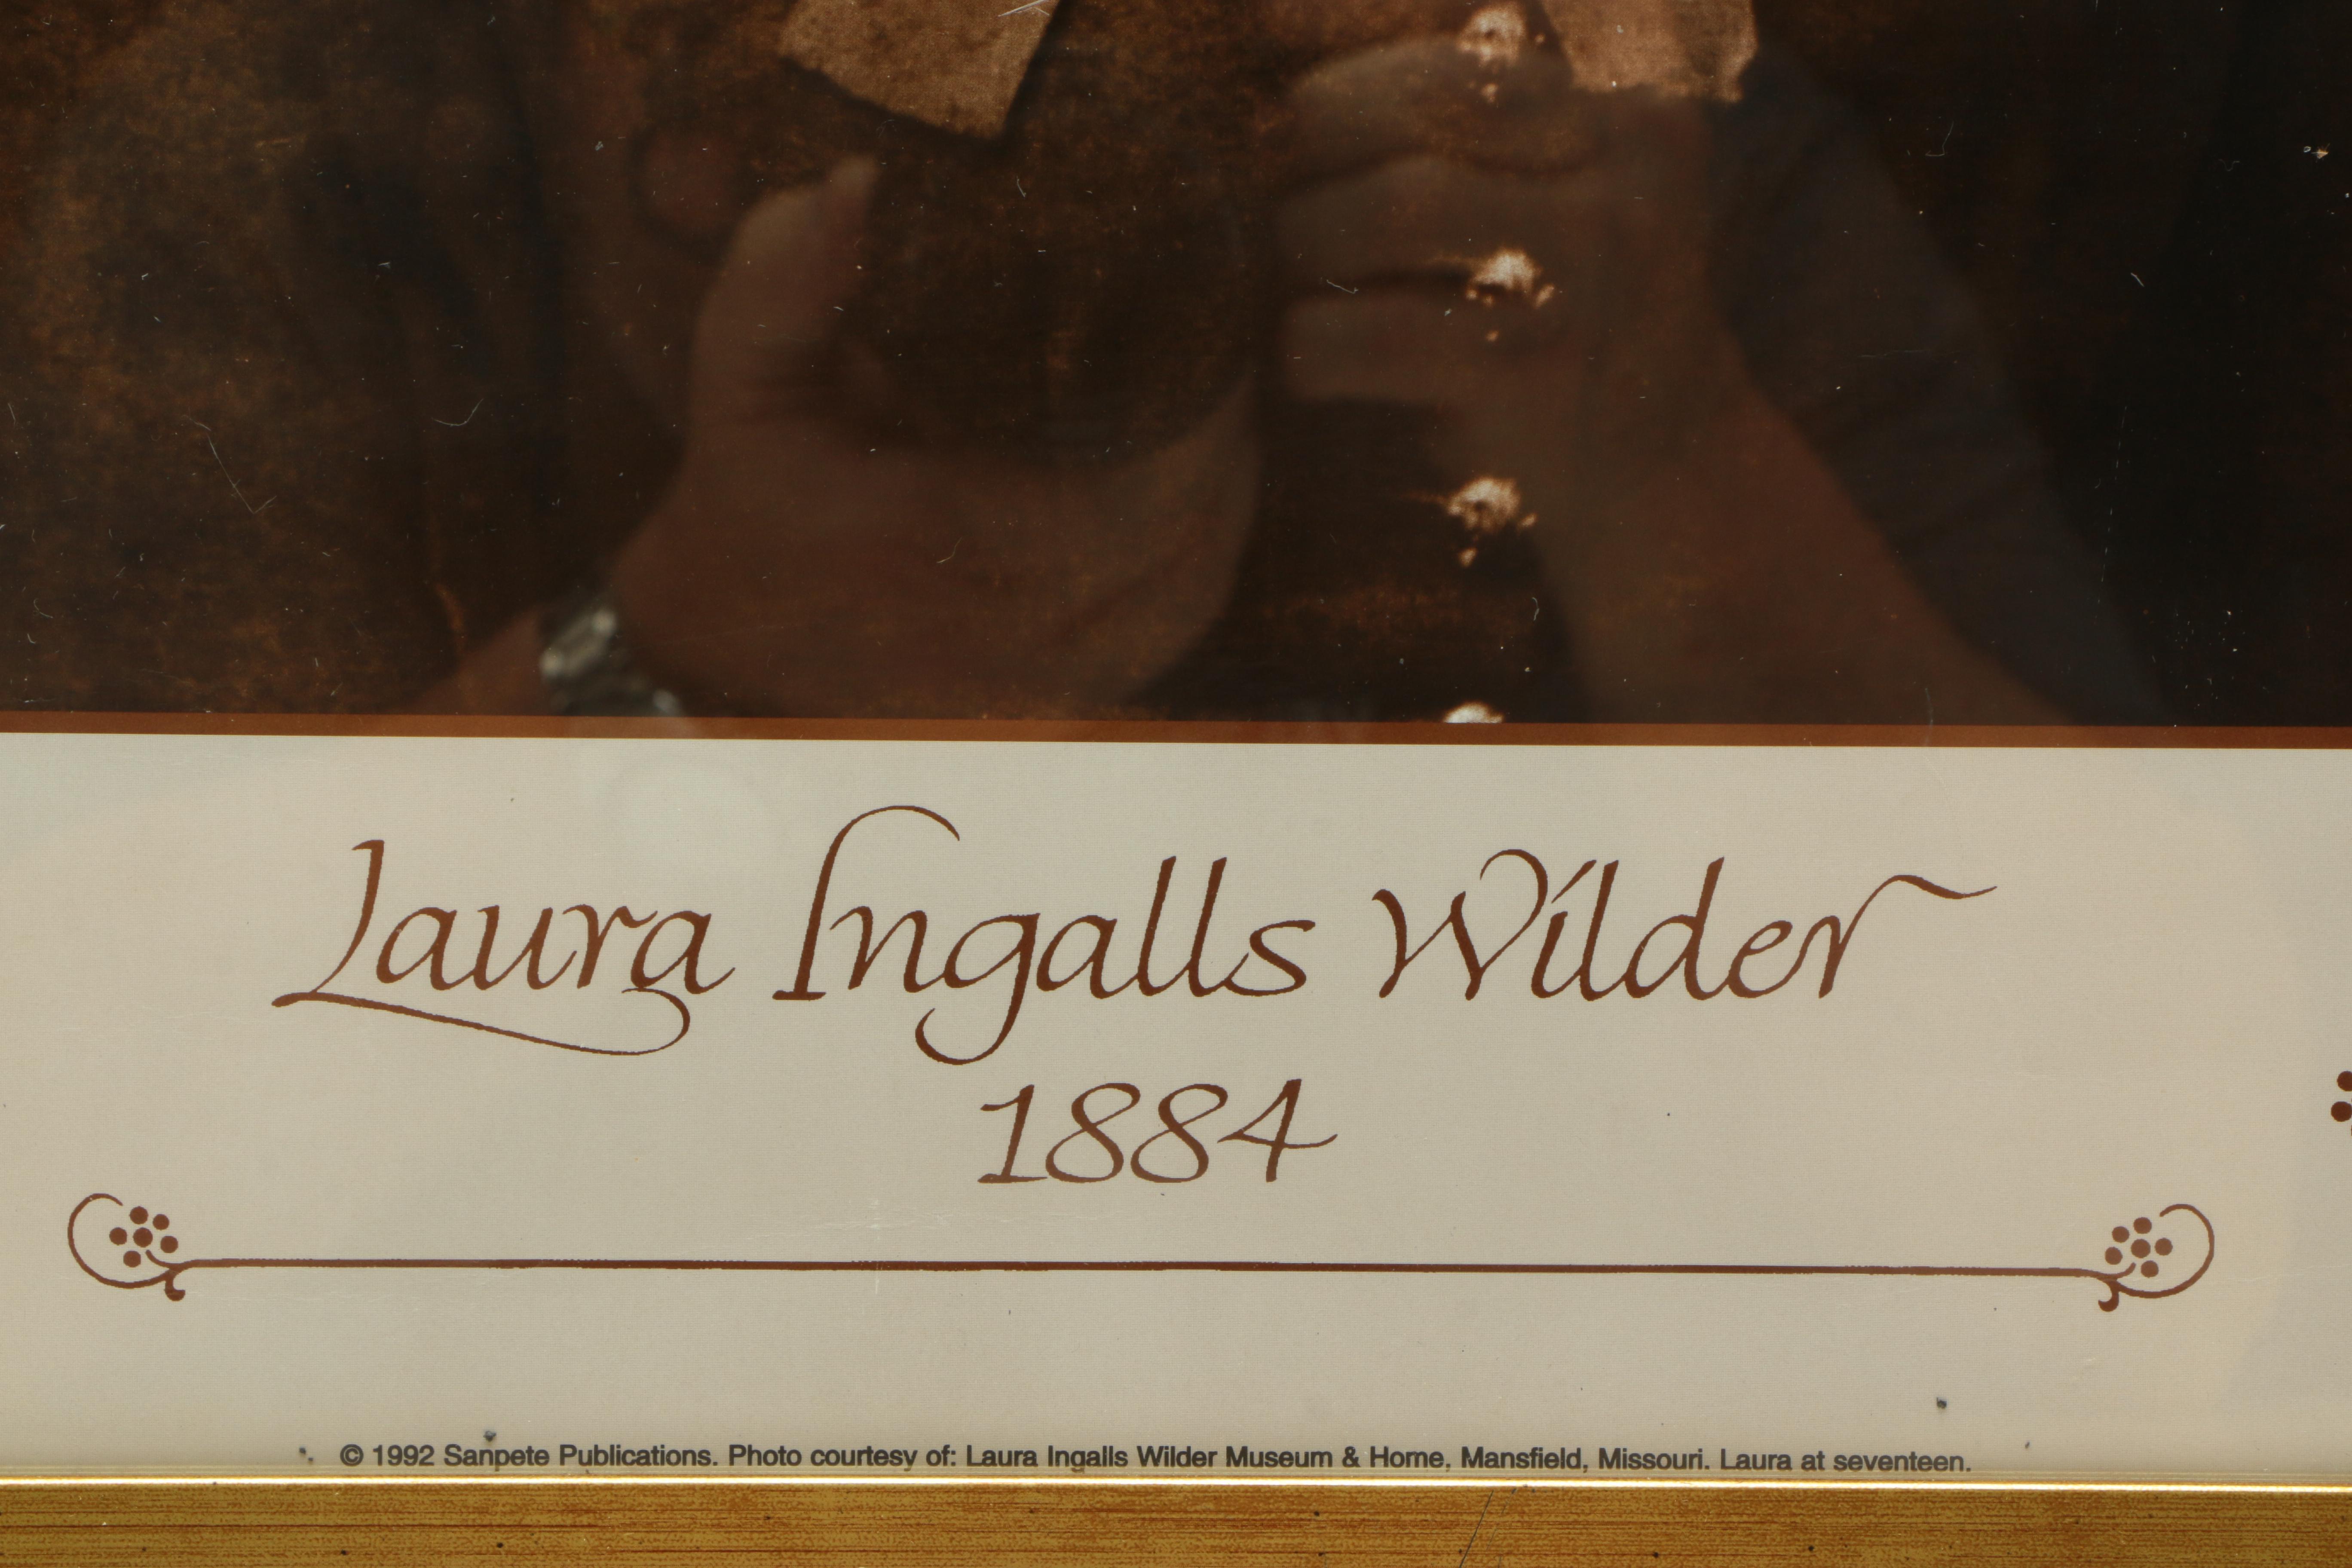 Laura Ingalls Wilder
1884
© 1992 Sanpete Publications. Photo courtesy of: Laura Ingalls Wilder Museum & Home, Mansfield, Missouri. Laura at seventeen.